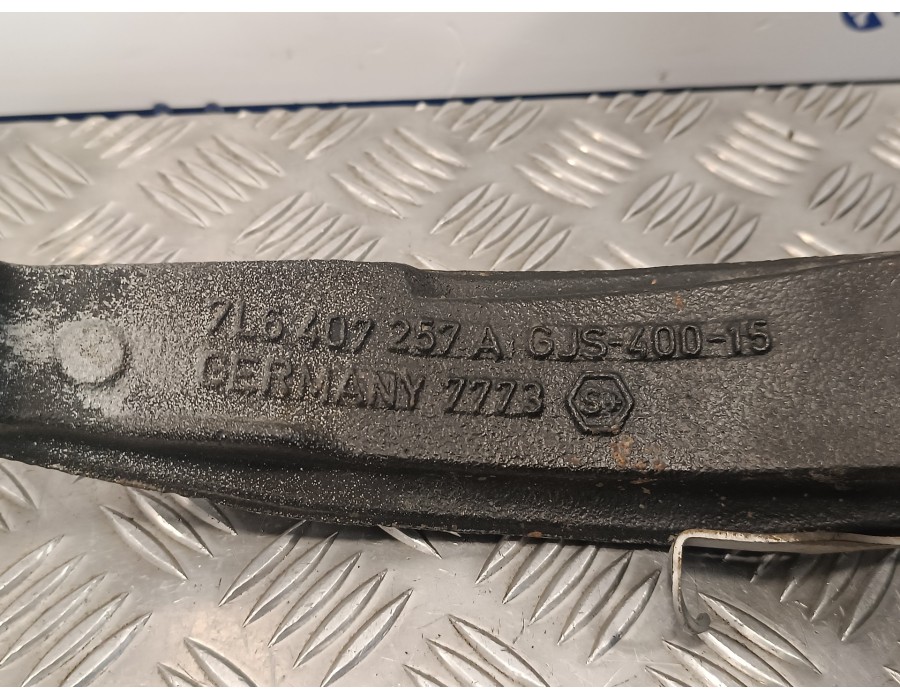 7L6 407 257 A GJS-400-15
GERMANY 7773 S+